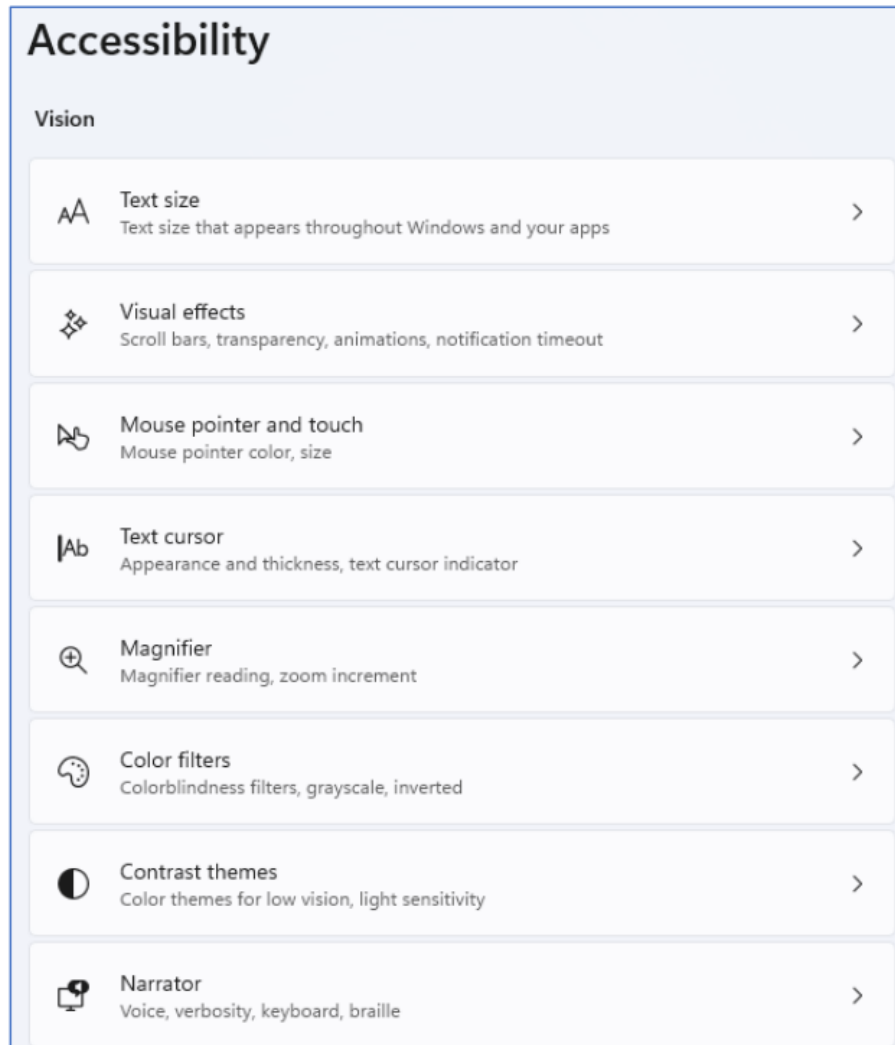 Accessibility
Vision
Text size
Text size that appears throughout Windows and your apps
Visual effects
Scroll bars, transparency, animations, notification timeout
Mouse pointer and touch
Mouse pointer color, size
Text cursor
Appearance and thickness, text cursor indicator
Magnifier
Magnifier reading, zoom increment
Color filters
Colorblindness filters, grayscale, inverted
Contrast themes
Color themes for low vision, light sensitivity
Narrator
Voice, verbosity, keyboard, braille